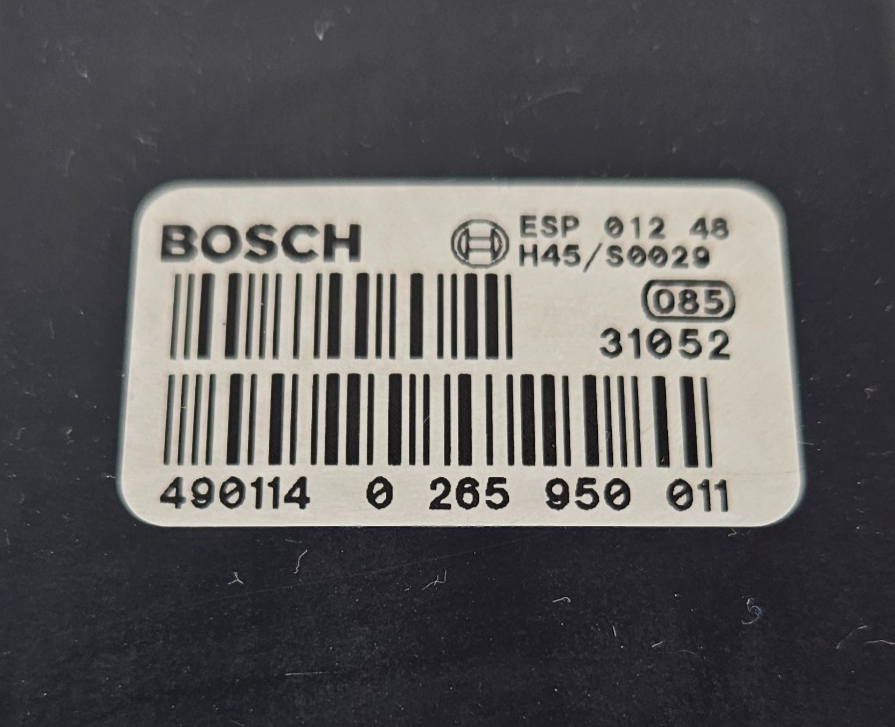 BOSCH
ESP 012 48
H45/S0029
085
31052
490114 0 265 950 011